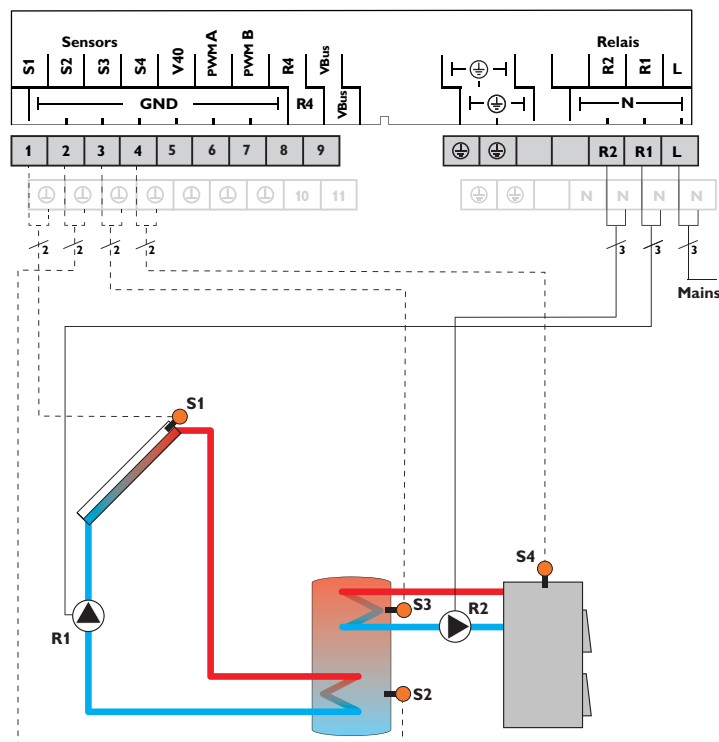 Sensors
Relais
S1 S2 S3 S4 V40 PWM A PWM B R4 VBus
R2 R1 L
GND R4 VBus
N
1 2 3 4 5 6 7 8 9
R2 R1 L
10 11
N N N N
2 2 2 2
3 3 3
Mains
S1
S4
S3
R2
R1
S2